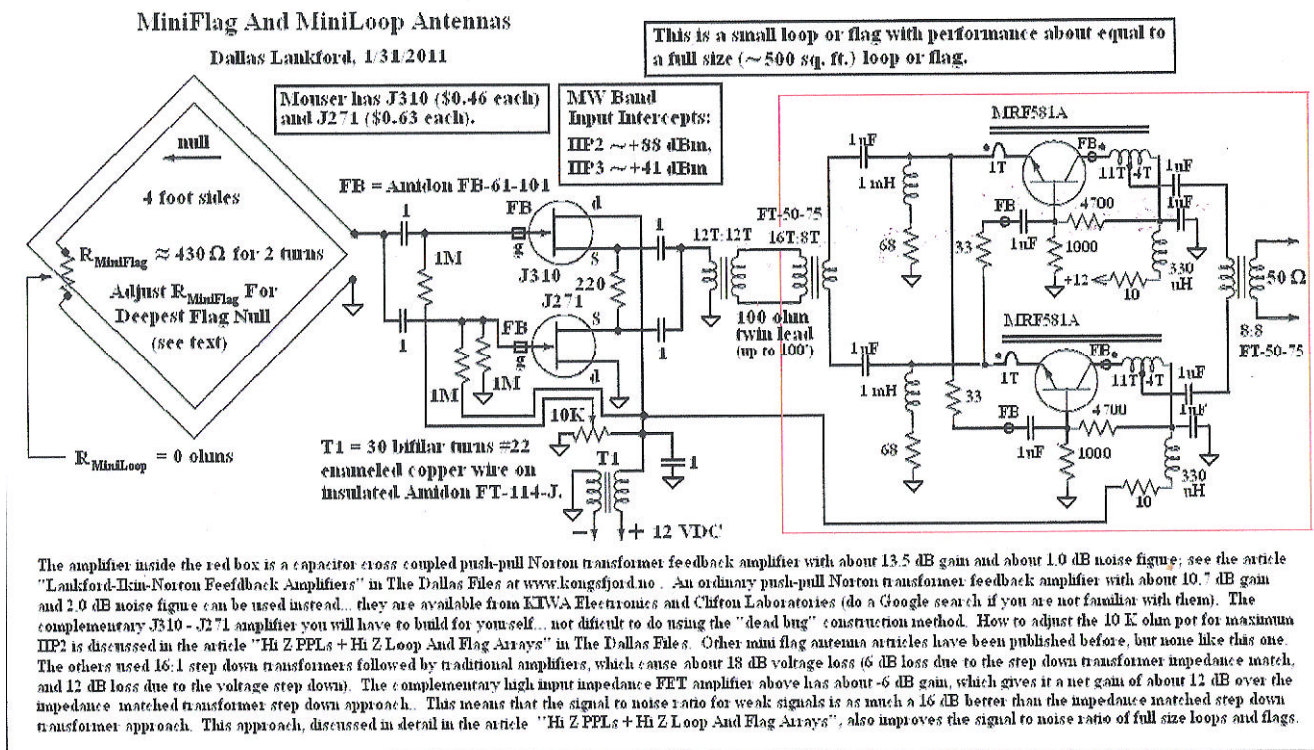 MiniFlag And MiniLoop Antennas
Dallas Lankford, 1/31/2011
This is a small loop or flag with performance about equal to
a full size (~500 sq. ft.) loop or flag.
Mouser has J310 ($0.46 each)
and J271 ($0.63 each).
MW Band
Input Intercepts:
IIP2 ~+88 dBm,
IIP3 ~+41 dBm
null
4 foot sides
R MiniFlag ≈ 430 Ω for 2 turns
Adjust R MiniFlag For
Deepest Flag Null
(see text)
R MiniLoop = 0 ohms
FB = Amidon FB-61-101
1
1M
FB
g
d
s
J310
J271
220
1
1
FB
g
s
d
1M
1M
1
10K
1
T1 = 30 bifilar turns #22
enameled copper wire on
insulated Amidon FT-114-J.
T1
− + 12 VDC
12T:12T
FT-50-75
16T:8T
100 ohm
twin lead
(up to 100')
MRF581A
1uF
1 mH
68
1T
FB
11T
4T
1uF
1uF
FB
1uF
4700
1000
33
+12
10
330
uH
50 Ω
8:8
FT-50-75
MRF581A
1uF
1 mH
68
1T
FB
11T
4T
1uF
1uF
33
FB
1uF
4700
1000
10
330
uH
The amplifier inside the red box is a capacitor cross coupled push-pull Norton transformer feedback amplifier with about 13.5 dB gain and about 1.0 dB noise figure; see the article
"Lankford-Ikin-Norton Feefdback Amplifiers" in The Dallas Files at www.kongsfjord.no . An ordinary push-pull Norton transformer feedback amplifier with about 10.7 dB gain
and 2.0 dB noise figure can be used instead... they are available from KIWA Electronics and Clifton Laboratories (do a Google search if you are not familiar with them). The
complementary J310 - J271 amplifier you will have to build for yourself... not dificult to do using the "dead bug" construction method. How to adjust the 10 K ohm pot for maximum
IIP2 is discussed in the article "Hi Z PPLs + Hi Z Loop And Flag Arrays" in The Dallas Files. Other mini flag antenna articles have been published before, but none like this one.
The others used 16:1 step down transformers followed by traditional amplifiers, which cause about 18 dB voltage loss (6 dB loss due to the step down transformer impedance match,
and 12 dB loss due to the voltage step down). The complementary high input impedance FET amplifier above has about -6 dB gain, which gives it a net gain of about 12 dB over the
impedance matched transformer step down approach. This means that the signal to noise ratio for weak signals is as much a 16 dB better than the impedance matched step down
transformer approach. This approach, discussed in detail in the article "Hi Z PPLs + Hi Z Loop And Flag Arrays", also improves the signal to noise ratio of full size loops and flags.